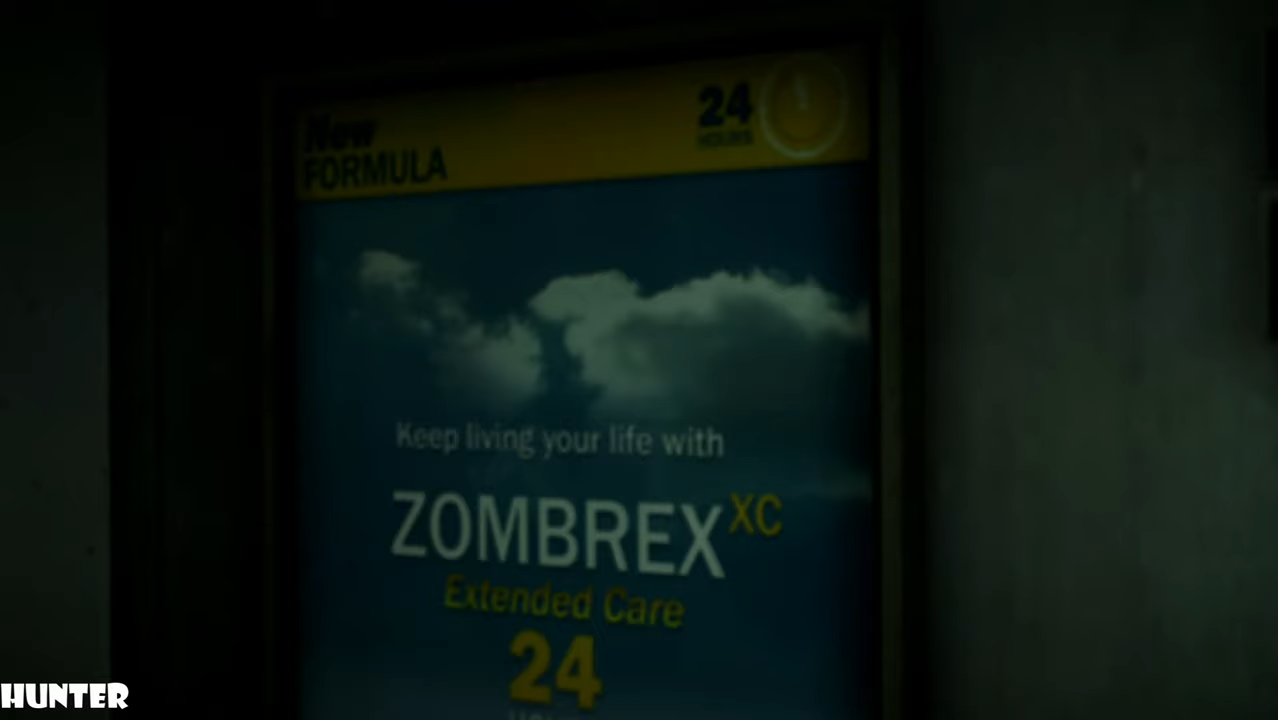 New
FORMULA
24
HOURS
Keep living your life with
ZOMBREX XC
Extended Care
24
HUNTER